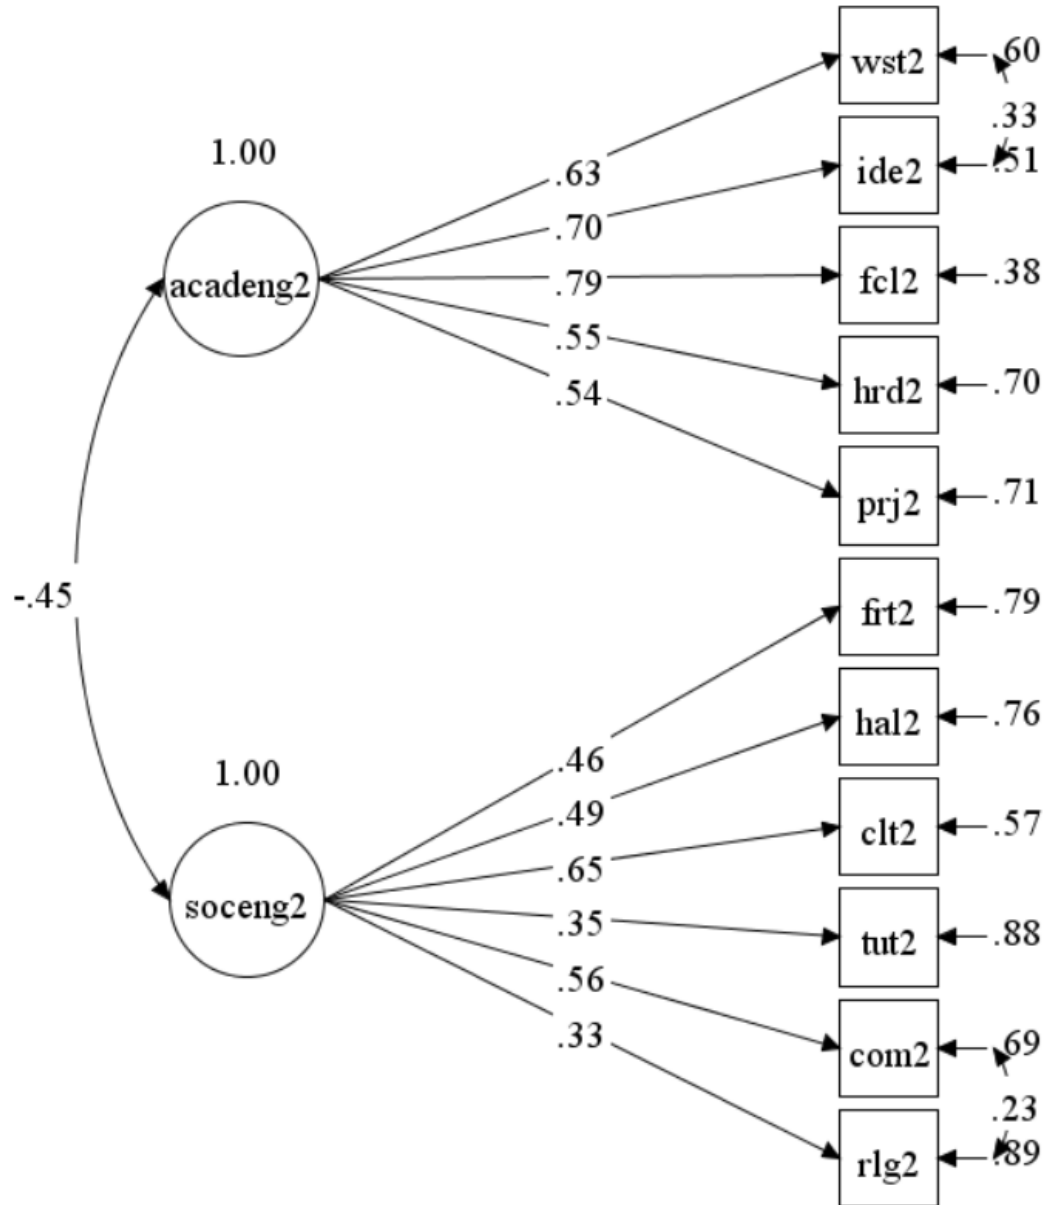 wst2
.60
.33
1.00
ide2
.51
.63
.70
acadeng2
.79
fcl2
.38
.55
hrd2
.70
.54
prj2
.71
-.45
frt2
.79
hal2
.76
1.00
.46
.49
clt2
.57
.65
soceng2
.35
tut2
.88
.56
.33
com2
.69
.23
rlg2
.89